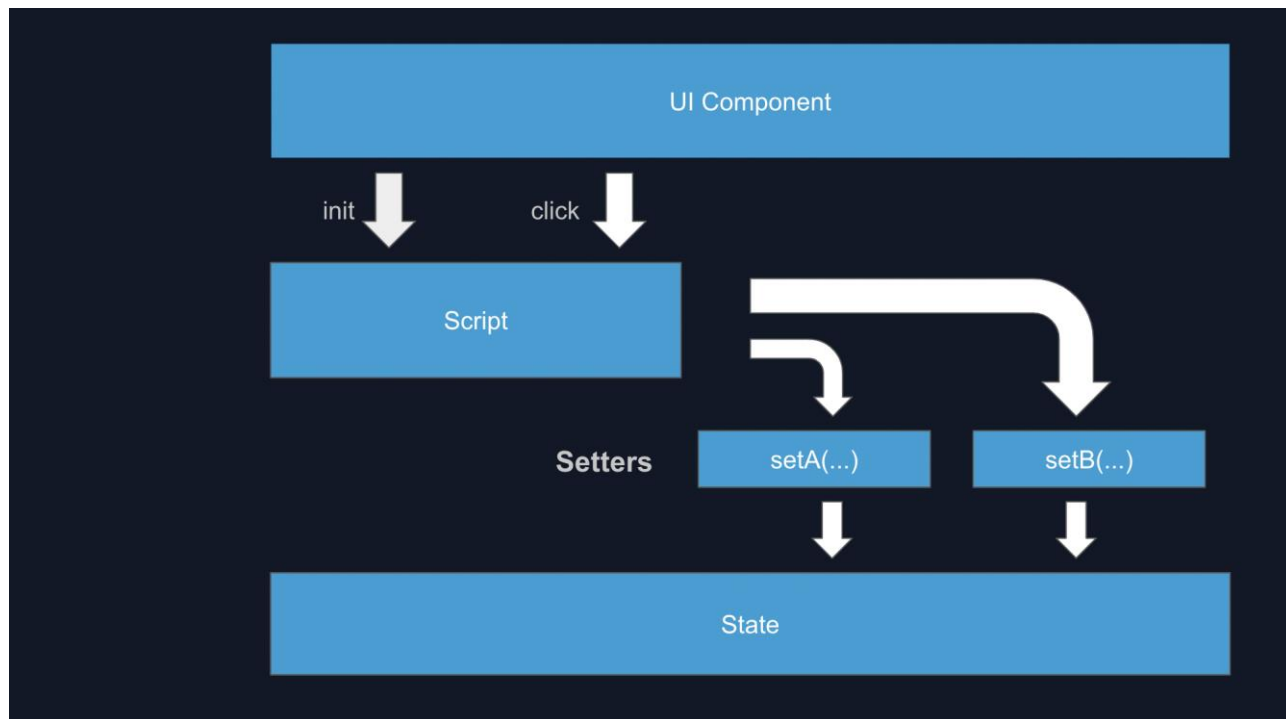 UI Component
init
click
Script
Setters
setA(...)
setB(...)
State